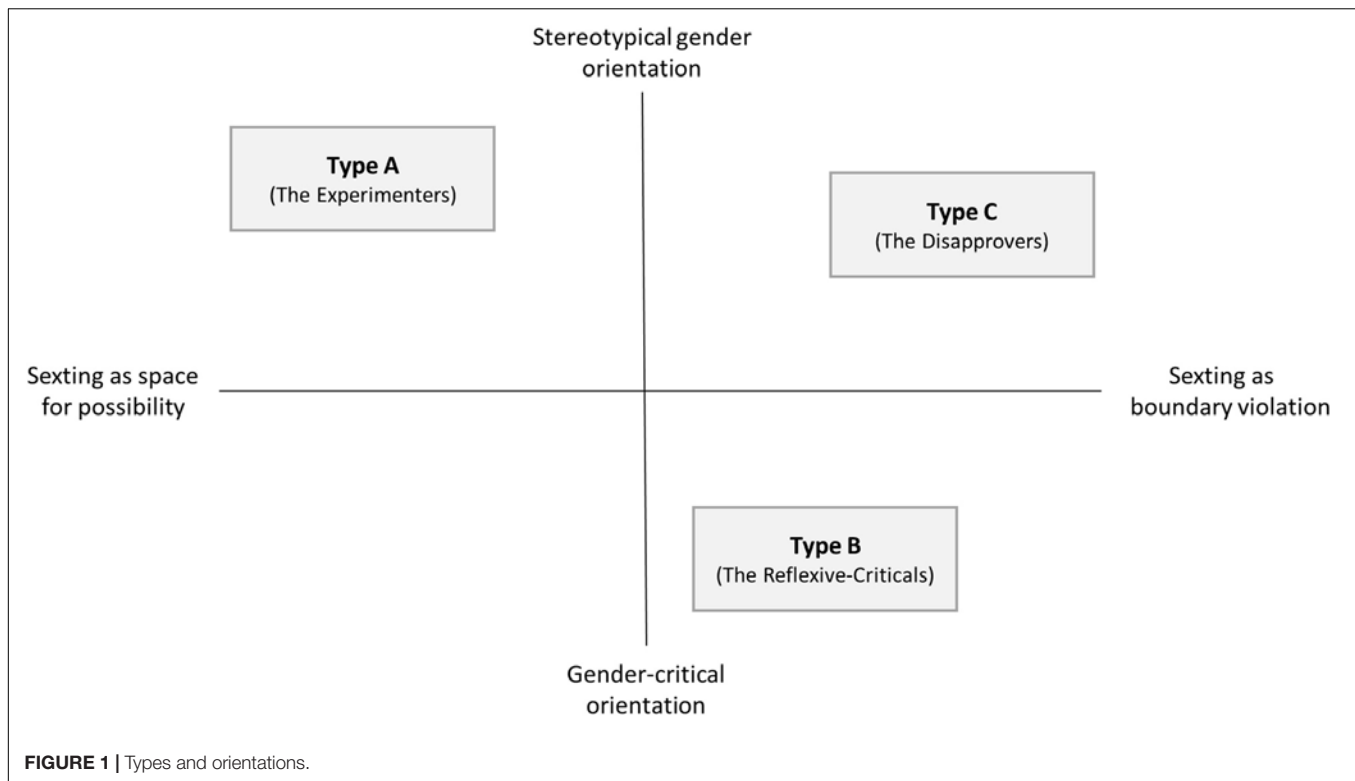 Stereotypical gender
orientation
Type A
(The Experimenters)
Type C
(The Disapprovers)
Sexting as space
for possibility
Sexting as
boundary violation
Type B
(The Reflexive-Criticals)
Gender-critical
orientation
FIGURE 1 | Types and orientations.